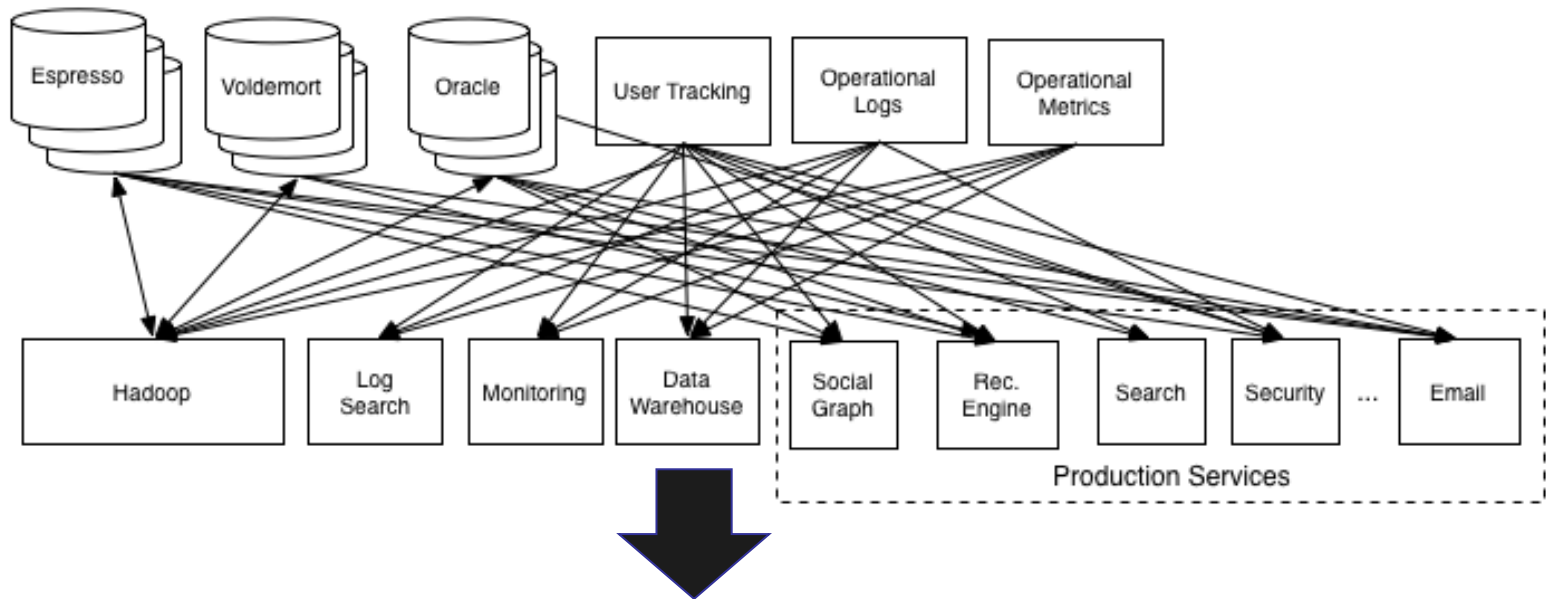 Espresso
Voldemort
Oracle
User Tracking
Operational
Logs
Operational
Metrics
Hadoop
Log
Search
Monitoring
Data
Warehouse
Social
Graph
Rec.
Engine
Search
Security
...
Email
Production Services